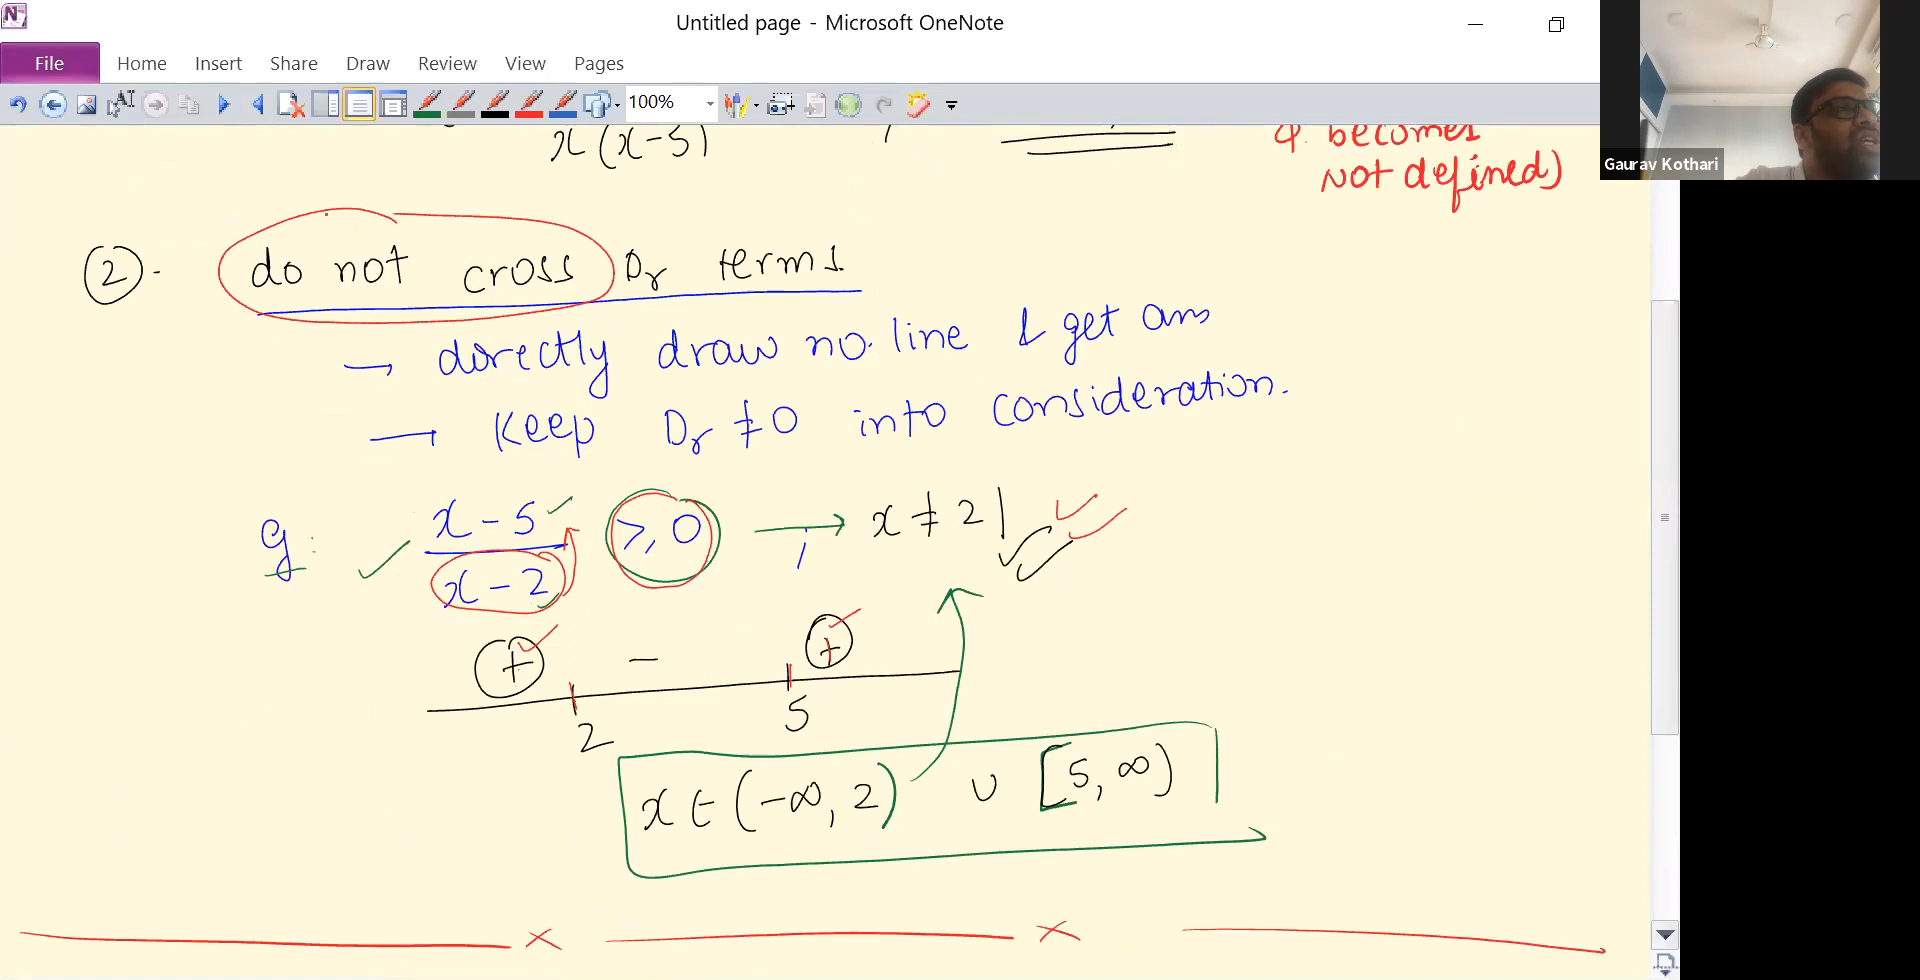 Untitled page - Microsoft OneNote
File Home Insert Share Draw Review View Pages
100%
Gaurav Kothari
x(x-5)
& becomes
not defined)
②. do not cross Dr terms
→ directly draw no. line & get ans
→ Keep Dr ≠ 0 into consideration.
eg: x-5 / x-2 ≥ 0 → x ≠ 2
+ - +
2 5
x ∈ (-∞, 2) ∪ [5, ∞)